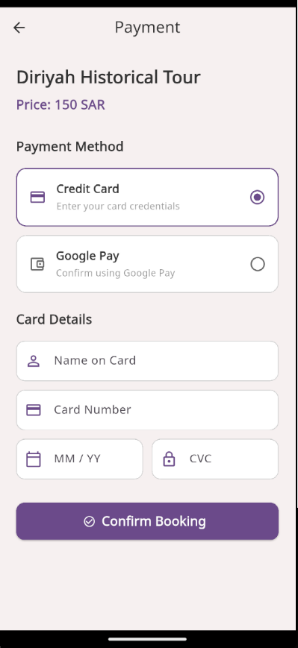 Payment
Diriyah Historical Tour
Price: 150 SAR
Payment Method
Credit Card
Enter your card credentials
Google Pay
Confirm using Google Pay
Card Details
Name on Card
Card Number
MM / YY
CVC
Confirm Booking